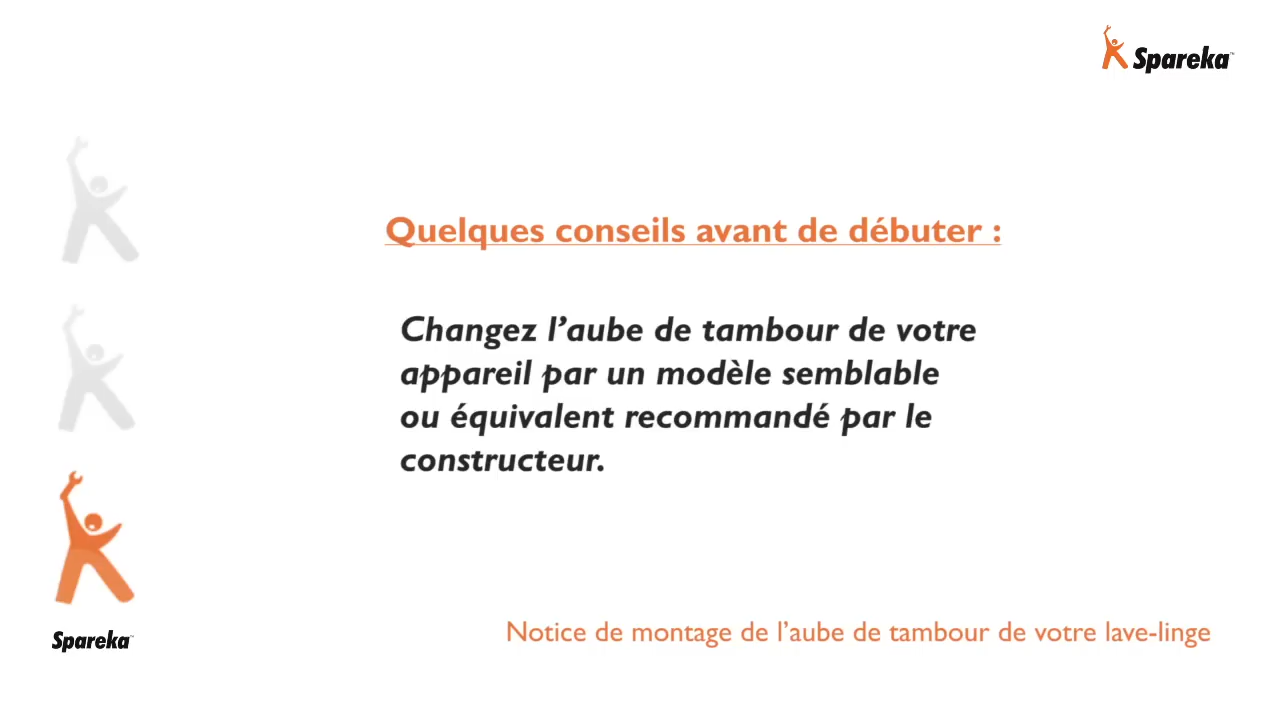 Spareka
Quelques conseils avant de débuter :
Changez l’aube de tambour de votre
appareil par un modèle semblable
ou équivalent recommandé par le
constructeur.
Notice de montage de l’aube de tambour de votre lave-linge
Spareka